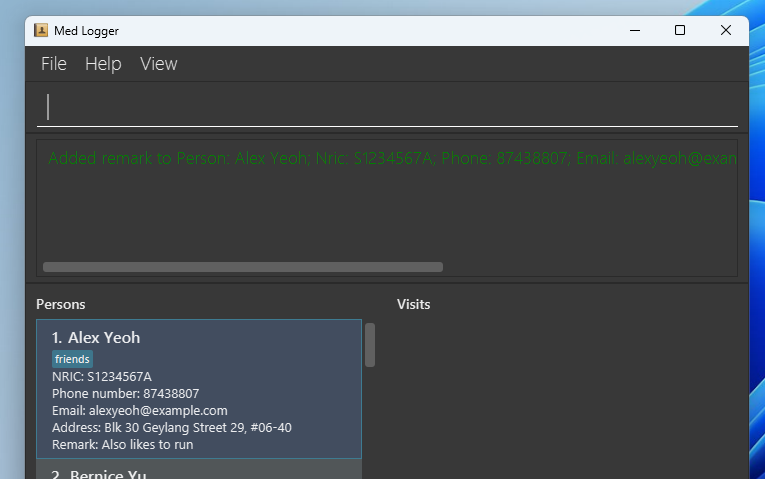 Med Logger
File Help View
Added remark to Person: Alex Yeoh; Nric: S1234567A; Phone: 87438807; Email: alexyeoh@exam
Persons
Visits
1. Alex Yeoh
friends
NRIC: S1234567A
Phone number: 87438807
Email: alexyeoh@example.com
Address: Blk 30 Geylang Street 29, #06-40
Remark: Also likes to run
2. Bernice Yu